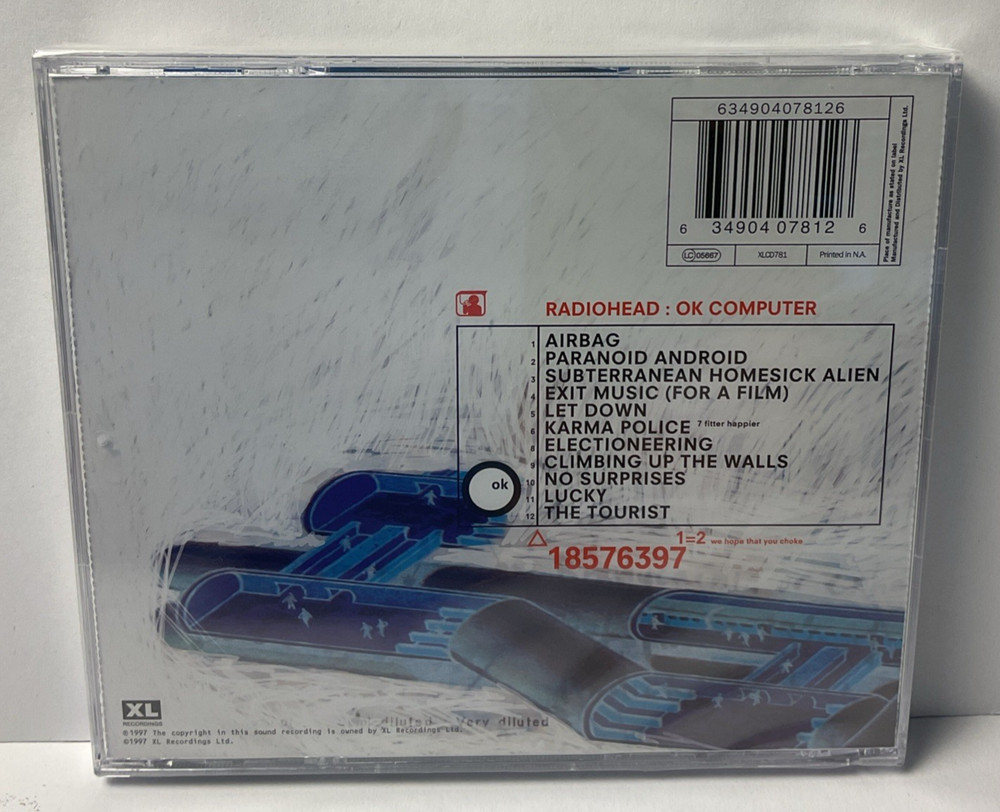 634904078126
6 34904 07812 6
Place of manufacture as stated on label
Manufactured and Distributed by XL Recordings Ltd.
LC 05667 XLCD781 Printed in N.A.
RADIOHEAD : OK COMPUTER
1 AIRBAG
2 PARANOID ANDROID
3 SUBTERRANEAN HOMESICK ALIEN
4 EXIT MUSIC (FOR A FILM)
5 LET DOWN
6 KARMA POLICE 7 fitter happier
8 ELECTIONEERING
9 CLIMBING UP THE WALLS
10 NO SURPRISES
11 LUCKY
12 THE TOURIST
ok
1=2 we hope that you choke
18576397
XL
RECORDINGS
diluted very diluted
©1997 The copyright in this sound recording is owned by XL Recordings Ltd.
©1997 XL Recordings Ltd.